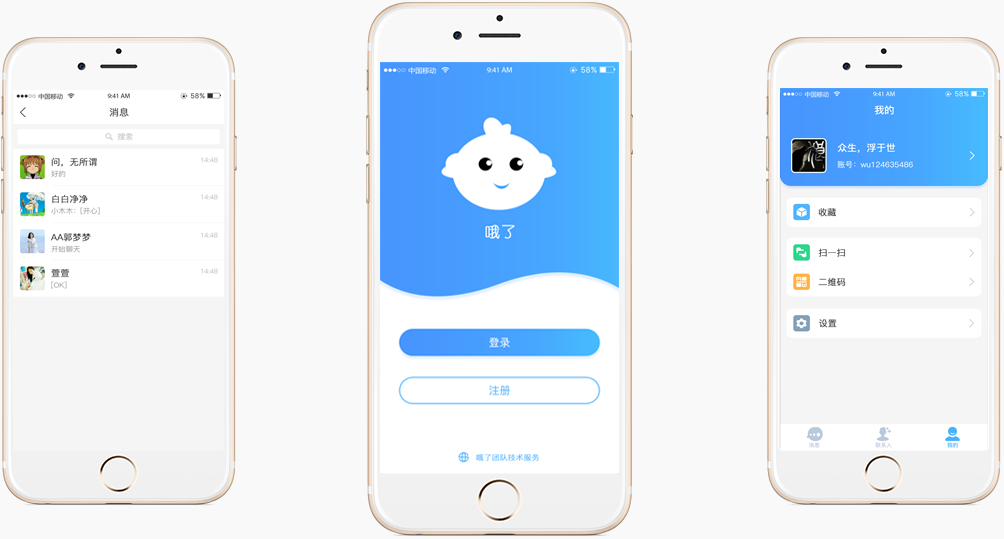 中国移动 9:41 AM 58%
消息
搜索
问，无所谓 14:48
好的
白白净净 14:48
小木木：[开心]
AA郭梦梦 14:48
开始聊天
萱萱 14:48
[OK]
中国移动 9:41 AM 58%
哦了
登录
注册
哦了团队技术服务
中国移动 9:41 AM 58%
我的
众生，浮于世
账号：wu124635486
收藏
扫一扫
二维码
设置
消息 联系人 我的